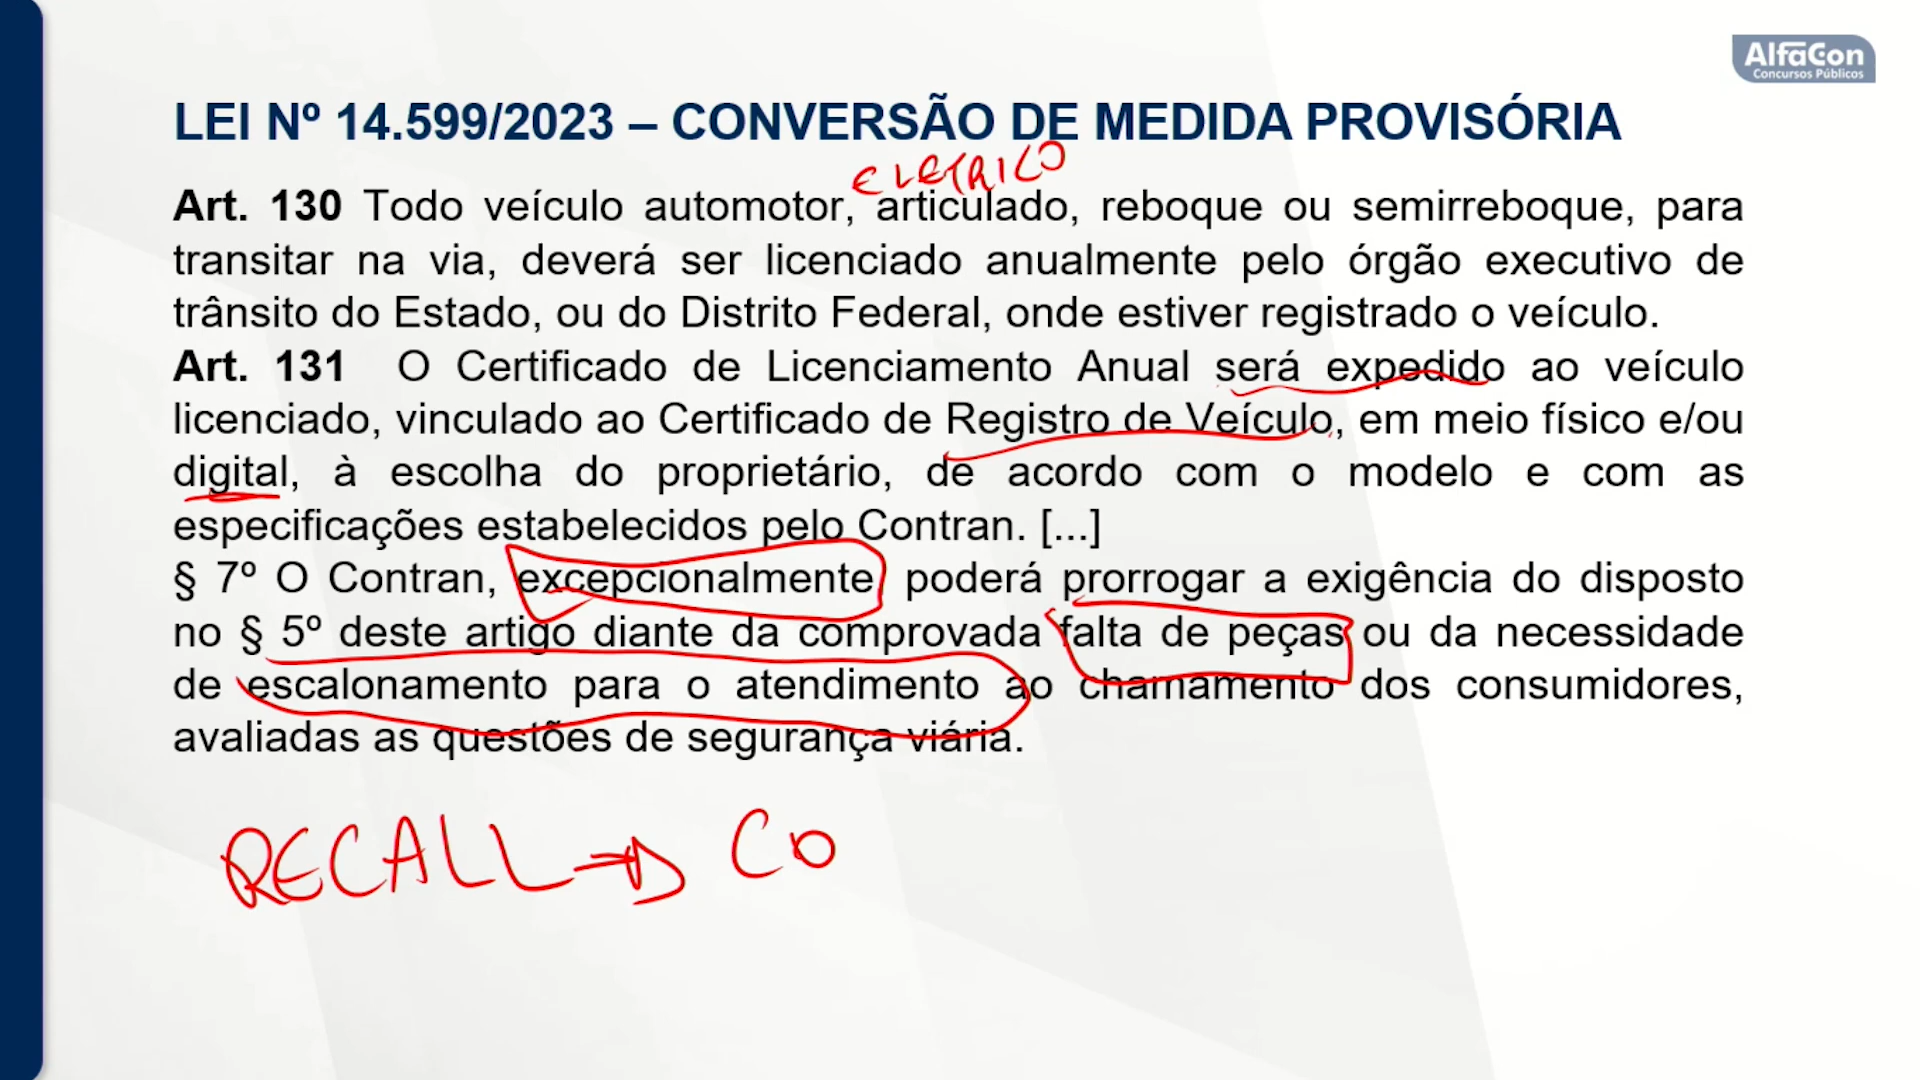 AlfaCon
Concursos Públicos
LEI Nº 14.599/2023 – CONVERSÃO DE MEDIDA PROVISÓRIA
ELETRICO
Art. 130 Todo veículo automotor, articulado, reboque ou semirreboque, para
transitar na via, deverá ser licenciado anualmente pelo órgão executivo de
trânsito do Estado, ou do Distrito Federal, onde estiver registrado o veículo.
Art. 131 O Certificado de Licenciamento Anual será expedido ao veículo
licenciado, vinculado ao Certificado de Registro de Veículo, em meio físico e/ou
digital, à escolha do proprietário, de acordo com o modelo e com as
especificações estabelecidos pelo Contran. [...]
§ 7º O Contran, excepcionalmente poderá prorrogar a exigência do disposto
no § 5º deste artigo diante da comprovada falta de peças ou da necessidade
de escalonamento para o atendimento ao chamamento dos consumidores,
avaliadas as questões de segurança viária.
RECALL → CO